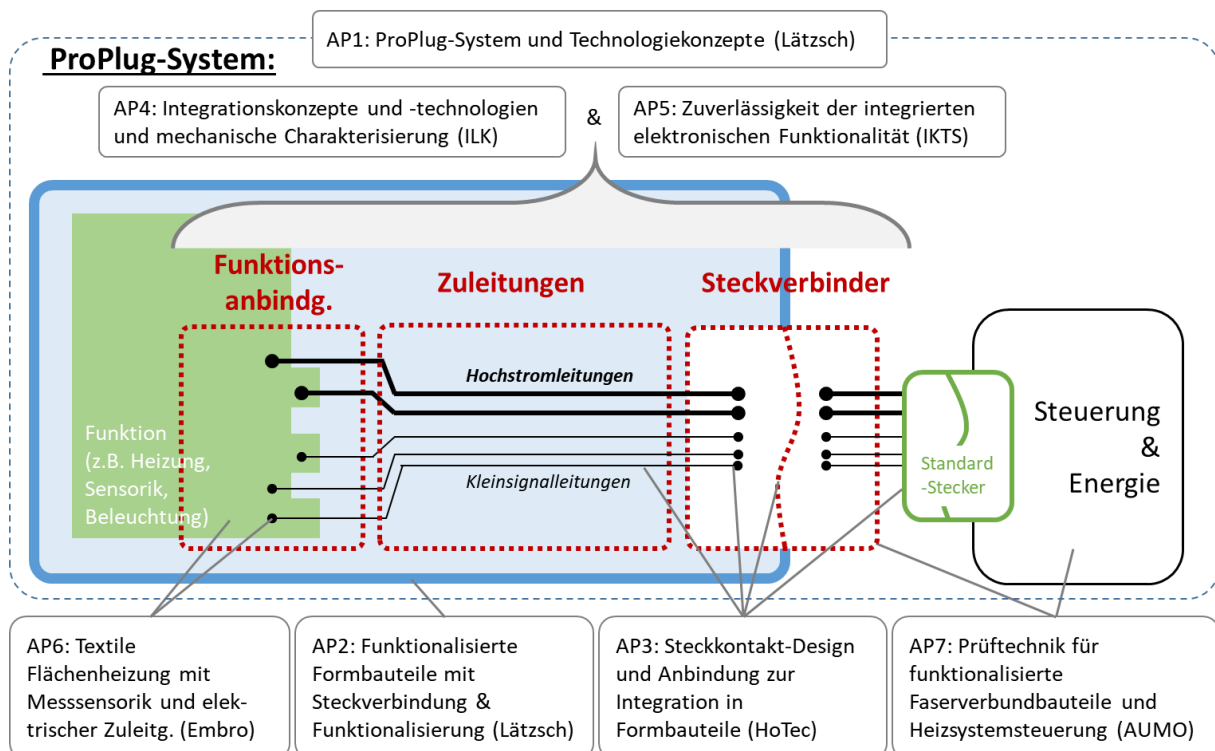 AP1: ProPlug-System und Technologiekonzepte (Lätzsch)
ProPlug-System:
AP4: Integrationskonzepte und -technologien
und mechanische Charakterisierung (ILK)
&
AP5: Zuverlässigkeit der integrierten
elektronischen Funktionalität (IKTS)
Funktions-
anbindg.
Zuleitungen
Steckverbinder
Hochstromleitungen
Kleinsignalleitungen
Funktion
(z.B. Heizung,
Sensorik,
Beleuchtung)
Standard
-Stecker
Steuerung
&
Energie
AP6: Textile
Flächenheizung mit
Messsensorik und elek-
trischer Zuleitg. (Embro)
AP2: Funktionalisierte
Formbauteile mit
Steckverbindung &
Funktionalisierung (Lätzsch)
AP3: Steckkontakt-Design
und Anbindung zur
Integration in
Formbauteile (HoTec)
AP7: Prüftechnik für
funktionalisierte
Faserverbundbauteile und
Heizsystemsteuerung (AUMO)